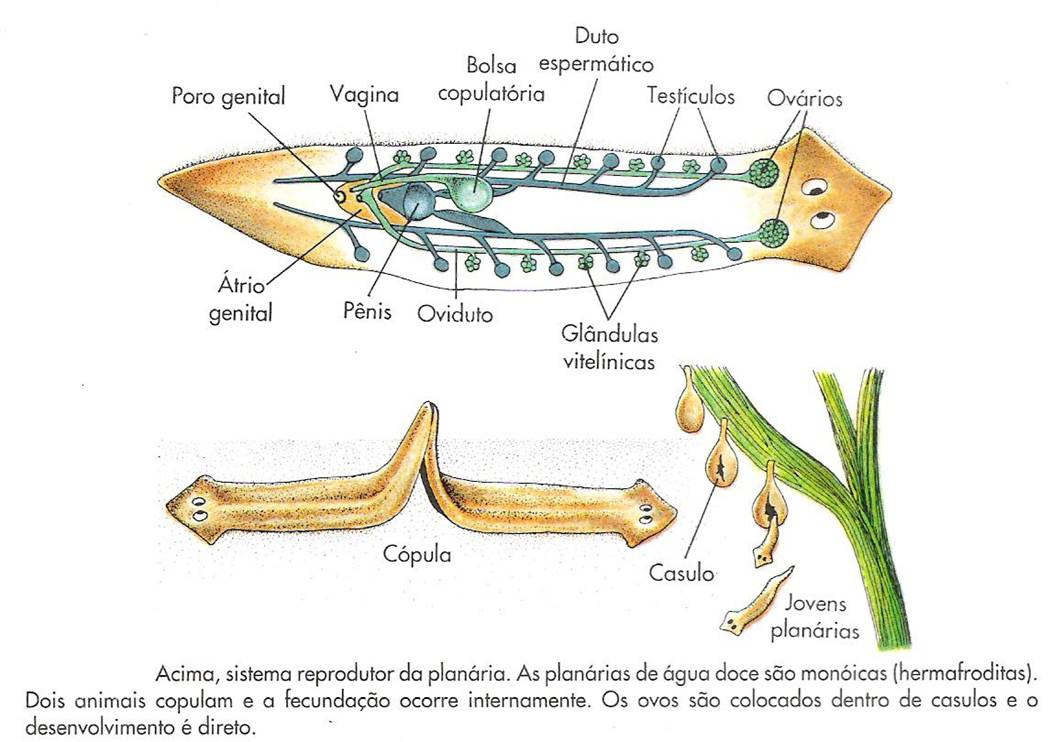 Duto
espermático
Bolsa
copulatória
Poro genital
Vagina
Testículos
Ovários
Átrio
genital
Pênis
Oviduto
Glândulas
vitelínicas
Cópula
Casulo
Jovens
planárias
Acima, sistema reprodutor da planária. As planárias de água doce são monóicas (hermafroditas).
Dois animais copulam e a fecundação ocorre internamente. Os ovos são colocados dentro de casulos e o
desenvolvimento é direto.